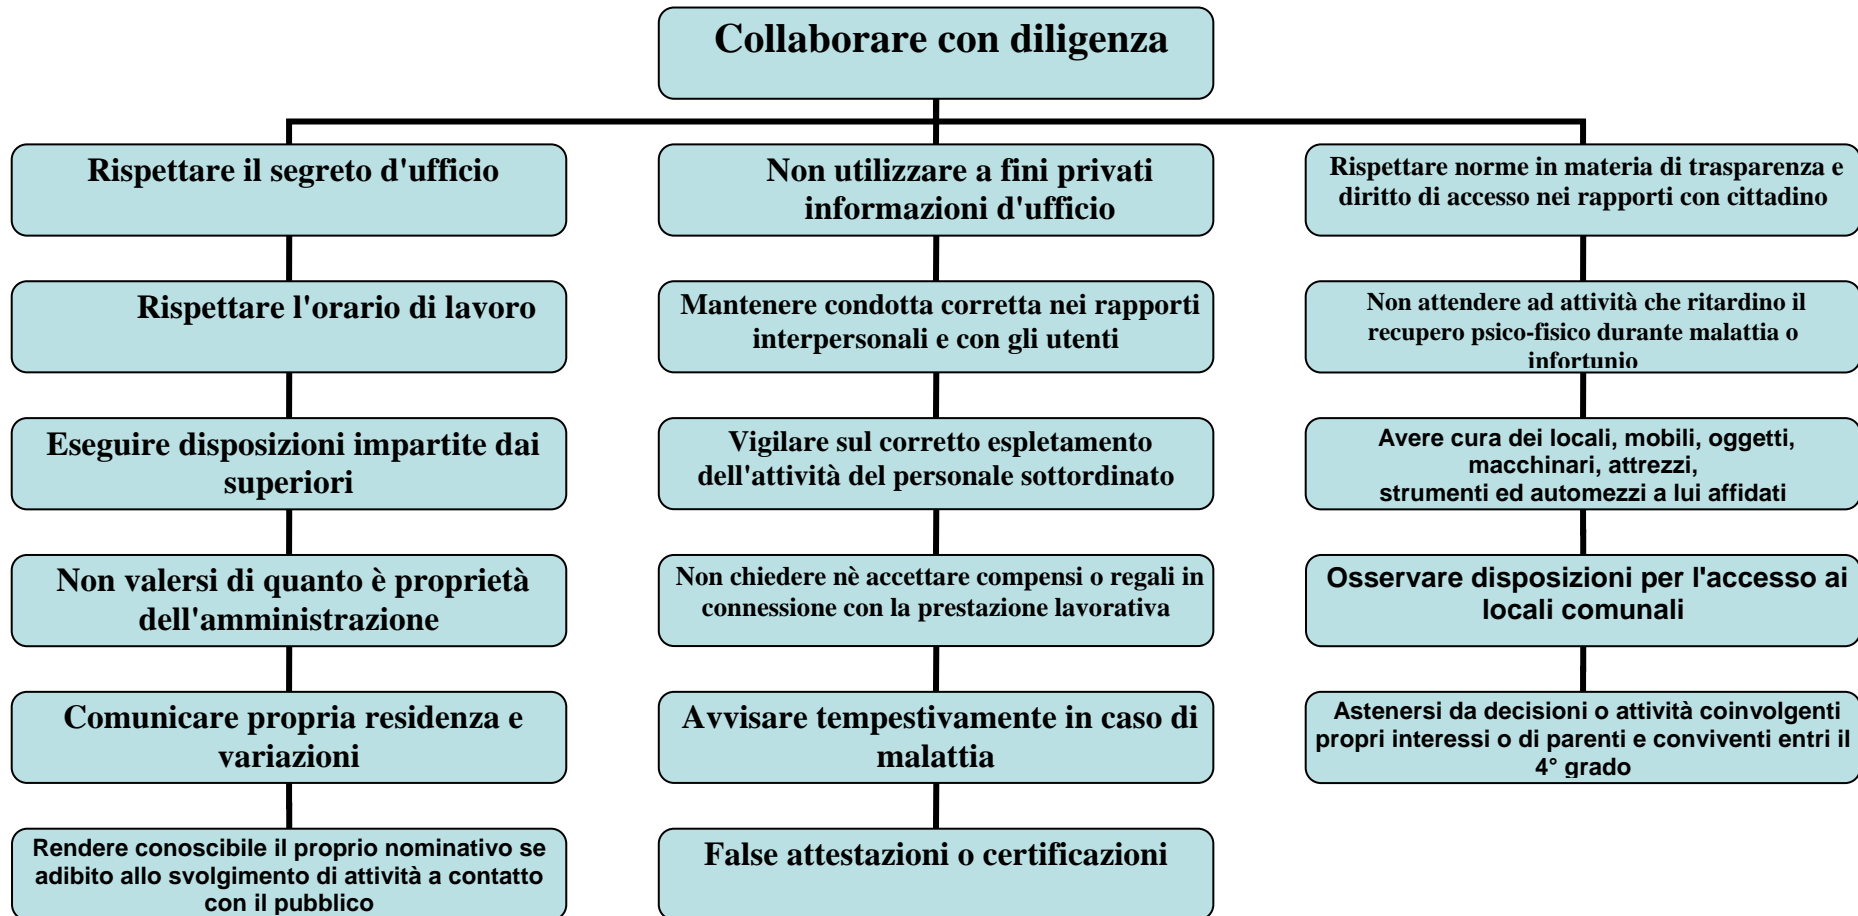 Collaborare con diligenza
Rispettare il segreto d'ufficio
Non utilizzare a fini privati
informazioni d'ufficio
Rispettare norme in materia di trasparenza e
diritto di accesso nei rapporti con cittadino
Rispettare l'orario di lavoro
Mantenere condotta corretta nei rapporti
interpersonali e con gli utenti
Non attendere ad attività che ritardino il
recupero psico-fisico durante malattia o
infortunio
Eseguire disposizioni impartite dai
superiori
Vigilare sul corretto espletamento
dell'attività del personale sottordinato
Avere cura dei locali, mobili, oggetti,
macchinari, attrezzi,
strumenti ed automezzi a lui affidati
Non valersi di quanto è proprietà
dell'amministrazione
Non chiedere nè accettare compensi o regali in
connessione con la prestazione lavorativa
Osservare disposizioni per l'accesso ai
locali comunali
Comunicare propria residenza e
variazioni
Avvisare tempestivamente in caso di
malattia
Astenersi da decisioni o attività coinvolgenti
propri interessi o di parenti e conviventi entri il
4° grado
Rendere conoscibile il proprio nominativo se
adibito allo svolgimento di attività a contatto
con il pubblico
False attestazioni o certificazioni